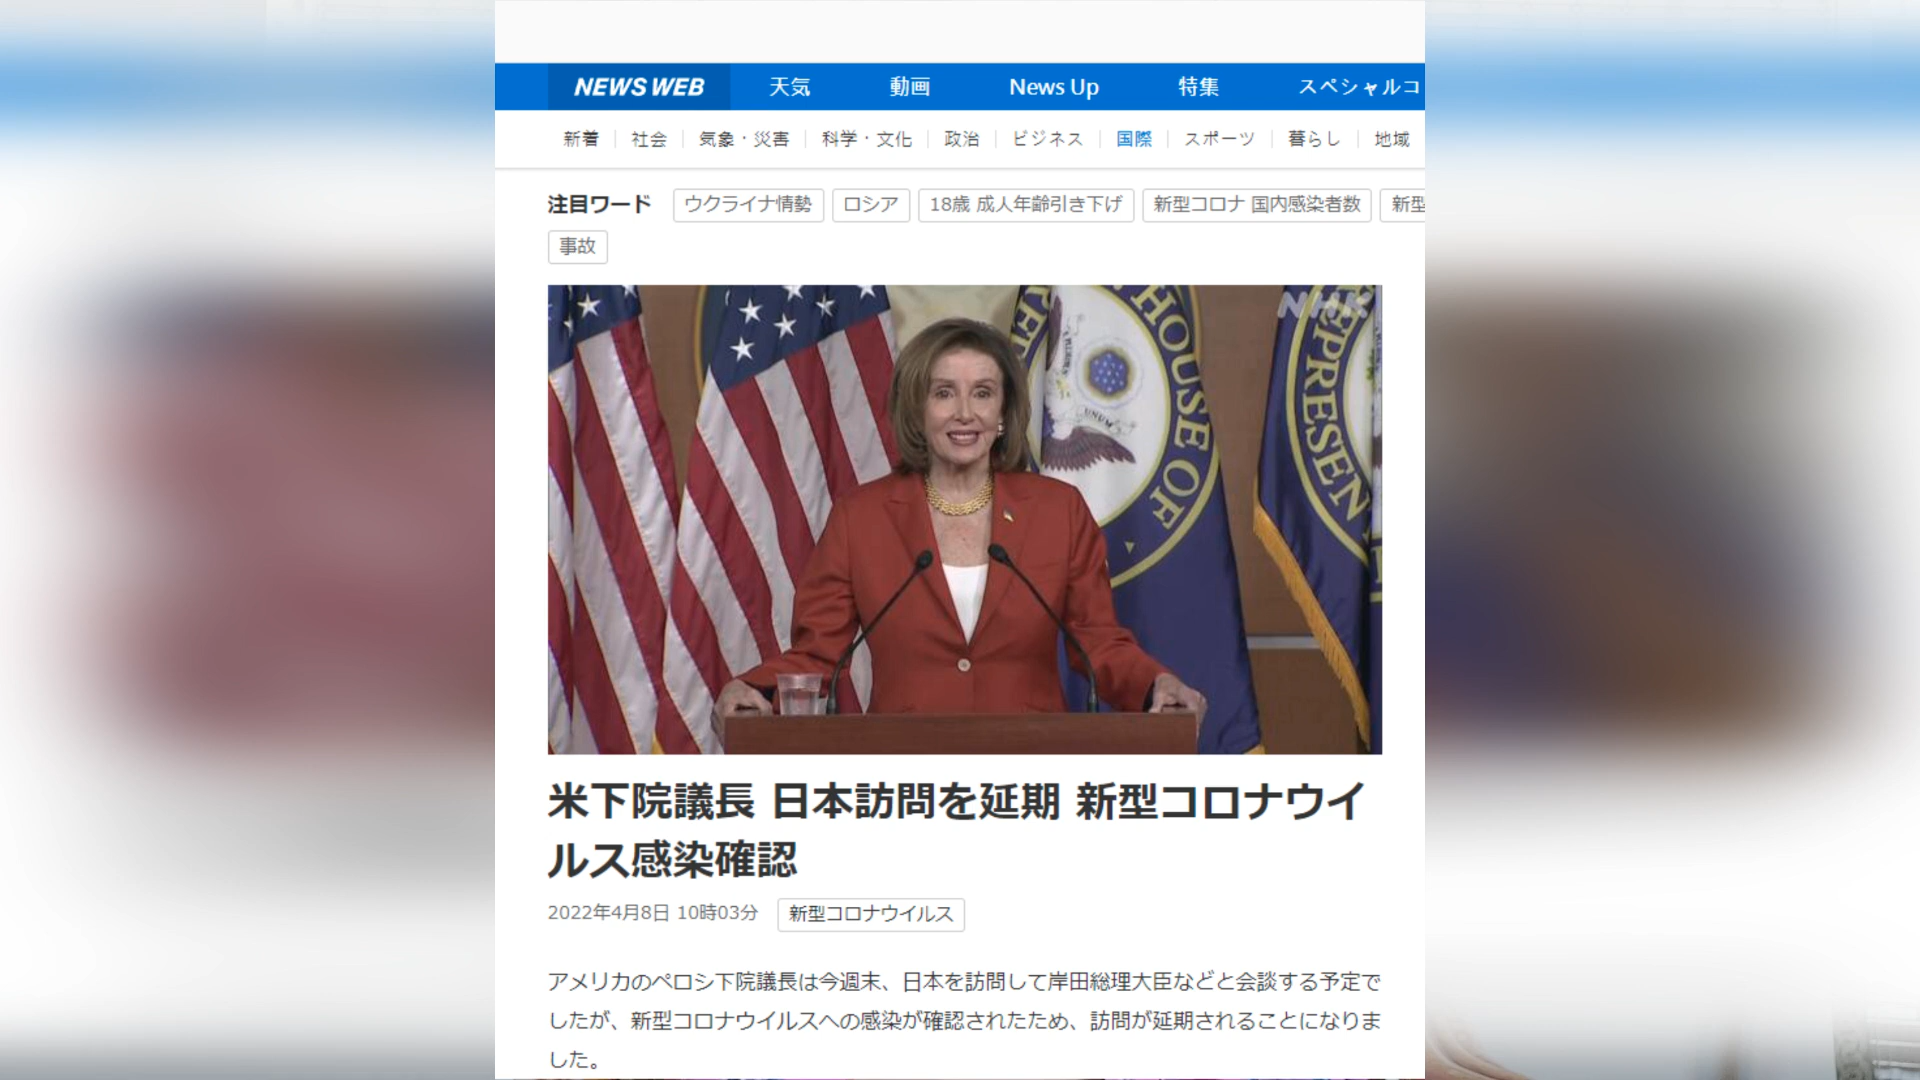 NEWS WEB 天気 動画 News Up 特集 スペシャルコ
新着 社会 気象・災害 科学・文化 政治 ビジネス 国際 スポーツ 暮らし 地域
注目ワード ウクライナ情勢 ロシア 18歳 成人年齢引き下げ 新型コロナ 国内感染者数 新型
事故
NHK
HOUSE OF
REPRESEN
UNUM
米下院議長 日本訪問を延期 新型コロナウイ
ルス感染確認
2022年4月8日 10時03分 新型コロナウイルス
アメリカのペロシ下院議長は今週末、日本を訪問して岸田総理大臣などと会談する予定で
したが、新型コロナウイルスへの感染が確認されたため、訪問が延期されることになりま
した。